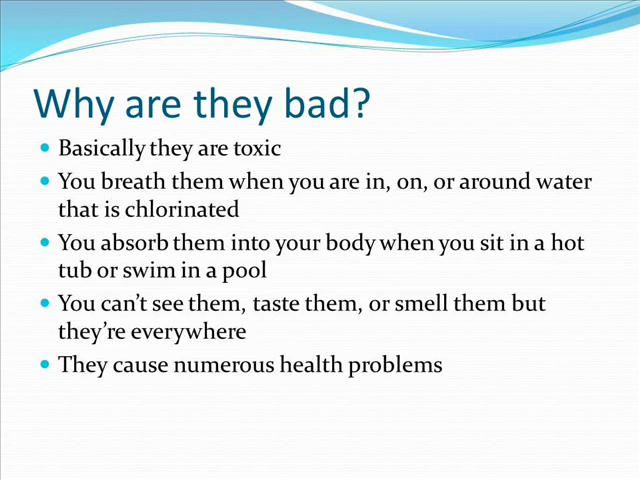 Why are they bad?
Basically they are toxic
You breath them when you are in, on, or around water
that is chlorinated
You absorb them into your body when you sit in a hot
tub or swim in a pool
You can't see them, taste them, or smell them but
they're everywhere
They cause numerous health problems